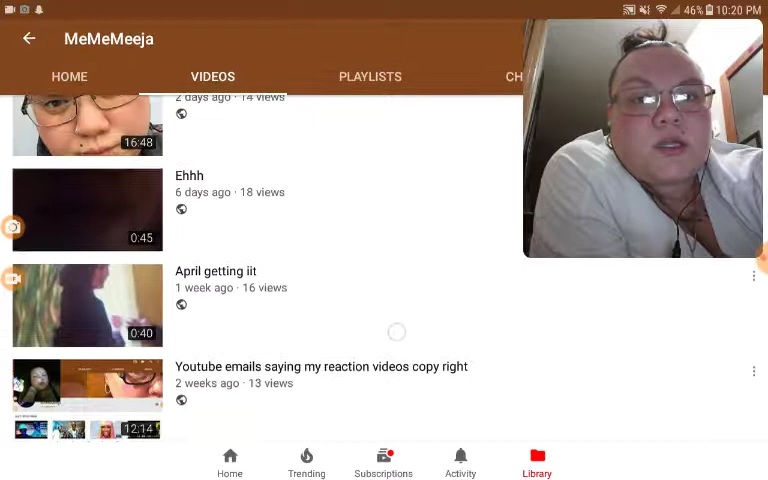 46% 10:20 PM
MeMeMeeja
HOME VIDEOS PLAYLISTS CH
2 days ago · 14 views
16:48
Ehhh
6 days ago · 18 views
0:45
April getting iit
1 week ago · 16 views
0:40
Youtube emails saying my reaction videos copy right
2 weeks ago · 13 views
12:14
Home Trending Subscriptions Activity Library